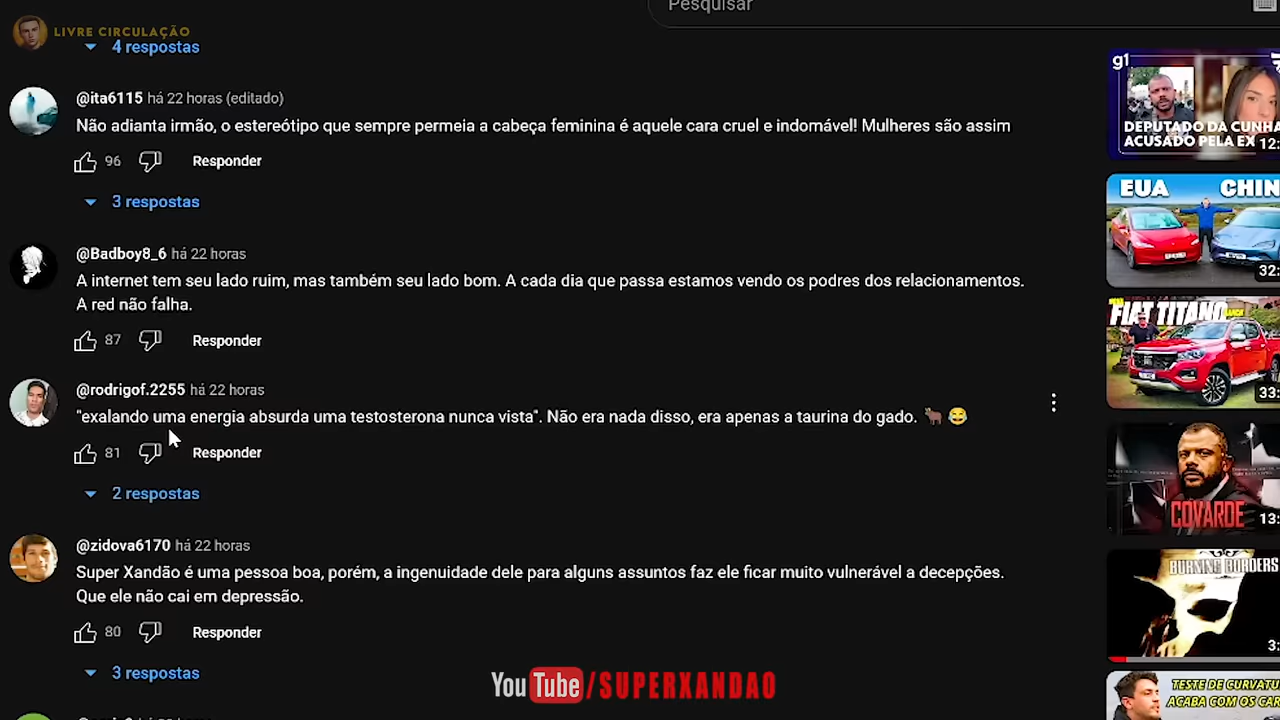 Pesquisar
LIVRE CIRCULAÇÃO
4 respostas
@ita6115 há 22 horas (editado)
Não adianta irmão, o estereótipo que sempre permeia a cabeça feminina é aquele cara cruel e indomável! Mulheres são assim
96 Responder
3 respostas
@Badboy8_6 há 22 horas
A internet tem seu lado ruim, mas também seu lado bom. A cada dia que passa estamos vendo os podres dos relacionamentos.
A red não falha.
87 Responder
@rodrigof.2255 há 22 horas
"exalando uma energia absurda uma testosterona nunca vista". Não era nada disso, era apenas a taurina do gado. 🐂😂
81 Responder
2 respostas
@zidova6170 há 22 horas
Super Xandão é uma pessoa boa, porém, a ingenuidade dele para alguns assuntos faz ele ficar muito vulnerável a decepções.
Que ele não cai em depressão.
80 Responder
3 respostas
YouTube/SUPERXANDAO
g1
DEPUTADO DA CUNHA
ACUSADO PELA EX 12:
EUA CHIN
32:
FIAT TITANO
33:
COVARDE
13:
BURNING BORDERS
3:
TESTE DE CURVATU
ACABA COM OS CAR